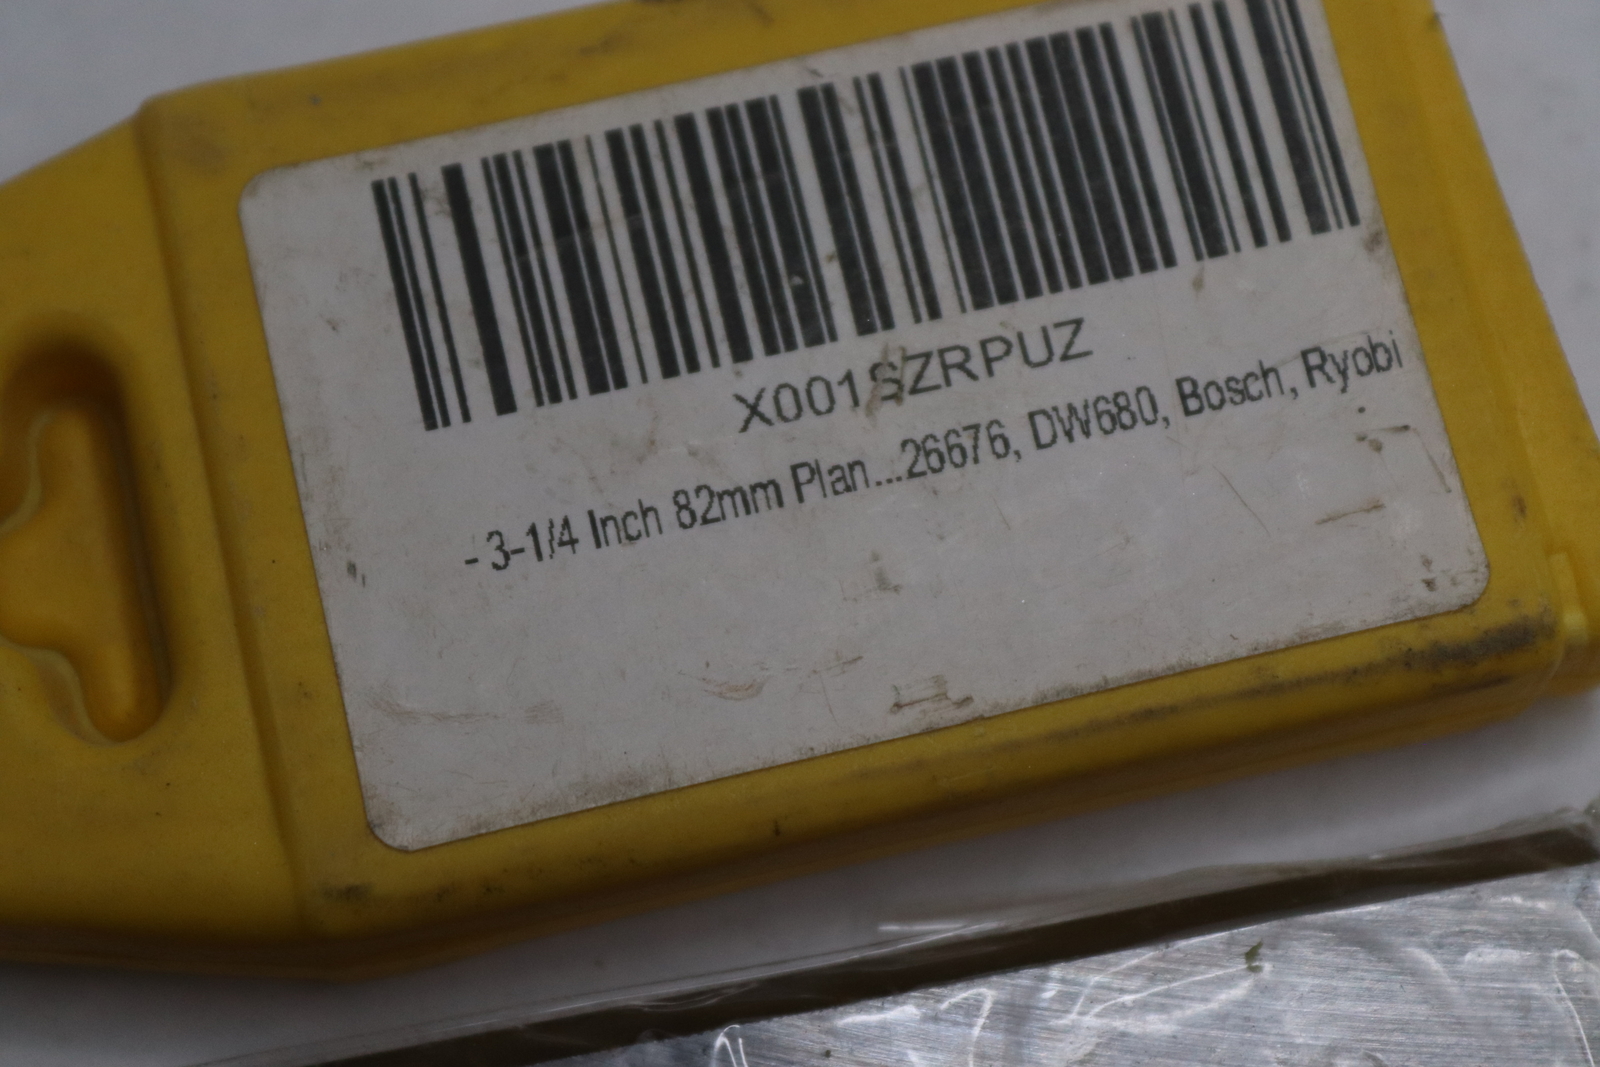 X001SZRPUZ
- 3-1/4 Inch 82mm Plan...26676, DW680, Bosch, Ryobi